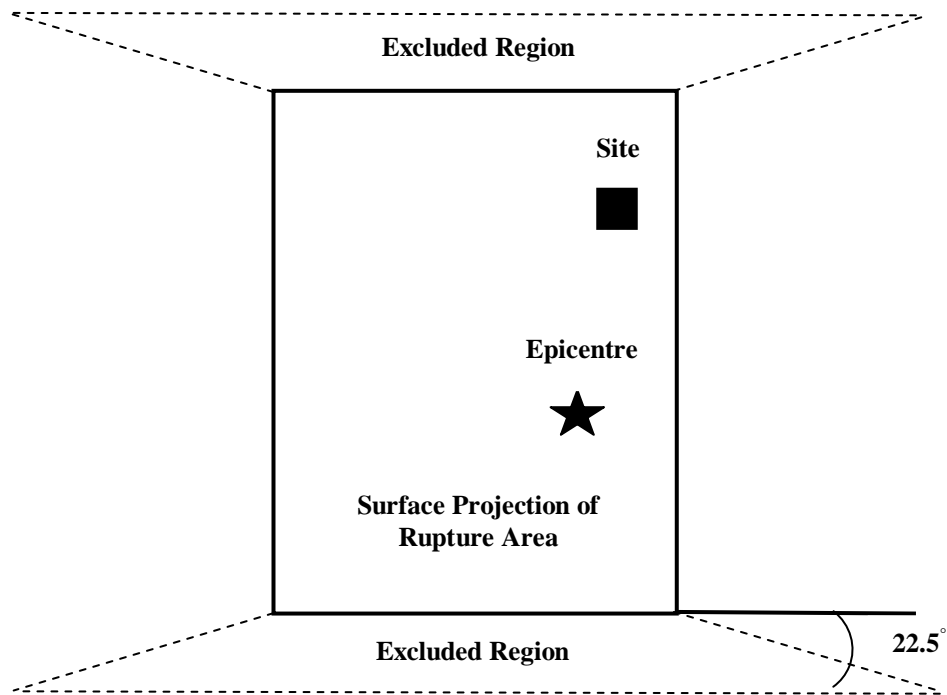 Excluded Region
Site
Epicentre
Surface Projection of
Rupture Area
Excluded Region
22.5°